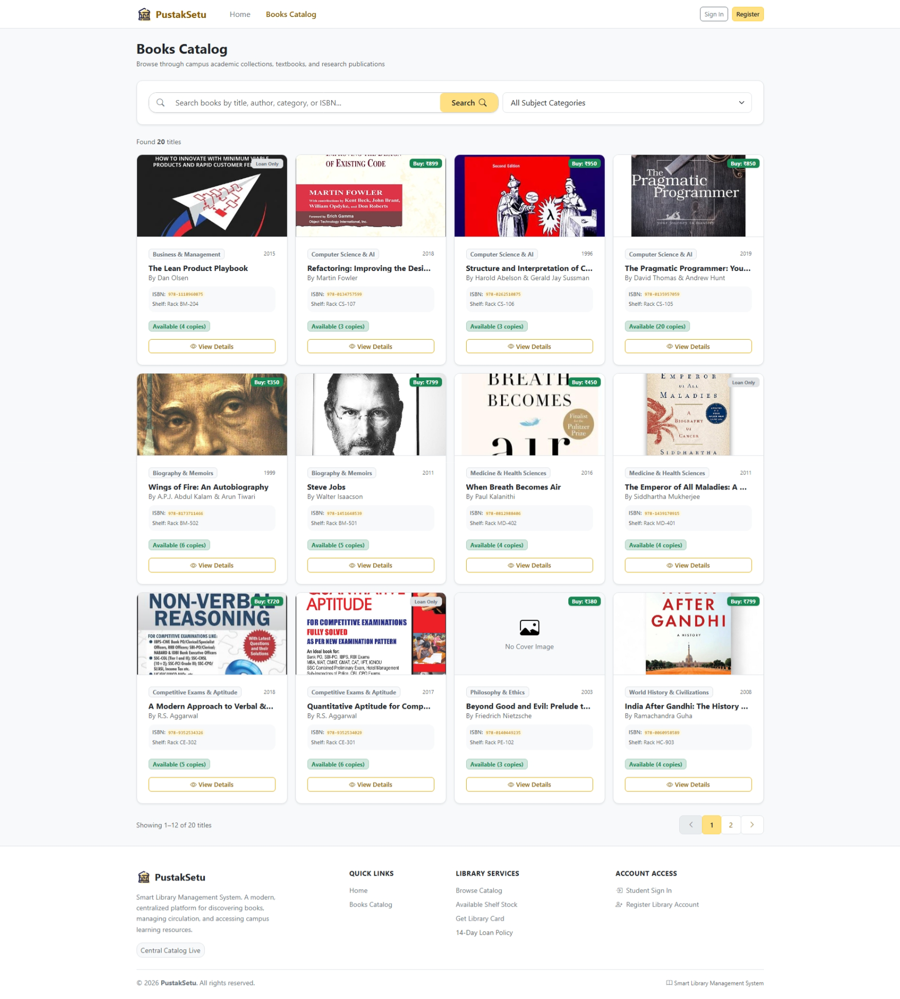 PustakSetu
Home
Books Catalog
Sign In
Register
Books Catalog
Browse through campus academic collections, textbooks, and research publications
Search books by title, author, category, or ISBN...
Search
All Subject Categories
Found 20 titles
HOW TO INNOVATE WITH MINIMUM VIABLE
PRODUCTS AND RAPID CUSTOMER
Loan Only
Business & Management
2015
The Lean Product Playbook
By Dan Olsen
ISBN: 978-1118960875
Shelf: Rack BM-204
Available (4 copies)
View Details
IMPROVING THE DESIGN
OF EXISTING CODE
Buy: ₹899
MARTIN FOWLER
With contributions by Kent Beck, John Brant,
William Opdyke, and Don Roberts
Foreword by Erich Gamma
Object Technology International, Inc.
Computer Science & AI
2018
Refactoring: Improving the Desi...
By Martin Fowler
ISBN: 978-0134757599
Shelf: Rack CS-107
Available (3 copies)
View Details
Second Edition
Buy: ₹950
λ
Computer Science & AI
1996
Structure and Interpretation of C...
By Harold Abelson & Gerald Jay Sussman
ISBN: 978-0262510875
Shelf: Rack CS-106
Available (3 copies)
View Details
Buy: ₹850
The
Pragmatic
Programmer
your journey to mastery
Computer Science & AI
2019
The Pragmatic Programmer: You...
By David Thomas & Andrew Hunt
ISBN: 978-0135957059
Shelf: Rack CS-105
Available (20 copies)
View Details
Buy: ₹350
Biography & Memoirs
1999
Wings of Fire: An Autobiography
By A.P.J. Abdul Kalam & Arun Tiwari
ISBN: 978-8173711466
Shelf: Rack BM-502
Available (6 copies)
View Details
Buy: ₹799
Biography & Memoirs
2011
Steve Jobs
By Walter Isaacson
ISBN: 978-1451648539
Shelf: Rack BM-501
Available (5 copies)
View Details
BREATH
BECOMES
air
Buy: ₹450
Finalist
for the
Pulitzer
Prize
Medicine & Health Sciences
2016
When Breath Becomes Air
By Paul Kalanithi
ISBN: 978-0812988406
Shelf: Rack MD-402
Available (4 copies)
View Details
EMPEROR
OF ALL
MALADIES
Loan Only
A
BIOGRAPHY
OF
CANCER
SIDDHARTHA
Medicine & Health Sciences
2011
The Emperor of All Maladies: A ...
By Siddhartha Mukherjee
ISBN: 978-1439170915
Shelf: Rack MD-401
Available (4 copies)
View Details
NON-VERBAL
REASONING
Buy: ₹720
FOR COMPETITIVE EXAMINATIONS LIKE:
IBPS-CWE Bank PO/Clerical/Specialist
Officers, RRB Officers; SBI-PO/Clerical;
NABARD & IDBI Bank Executive Officers
SSC-CGL (Tier I and II); SSC-CHSL
(10+2); SSC-FCI Grade III; SSC-CPO/
SI/ASI, Income Tax etc.
With Latest
Questions
and their
Solutions
Competitive Exams & Aptitude
2018
A Modern Approach to Verbal &...
By R.S. Aggarwal
ISBN: 978-9352534326
Shelf: Rack CE-302
Available (5 copies)
View Details
QUANTITATIVE
APTITUDE
Loan Only
FOR COMPETITIVE EXAMINATIONS
FULLY SOLVED
AS PER NEW EXAMINATION PATTERN
An ideal book for:
Bank PO, SBI-PO, IBPS, RBI Exams
MBA, MAT, CMAT, GMAT, CAT, IIFT, IGNOU
SSC Combined Preliminary Exam, Hotel Management
Sub-Inspectors of Police, CBI, CPO Exams
Competitive Exams & Aptitude
2017
Quantitative Aptitude for Comp...
By R.S. Aggarwal
ISBN: 978-9352534029
Shelf: Rack CE-301
Available (6 copies)
View Details
Buy: ₹380
No Cover Image
Philosophy & Ethics
2003
Beyond Good and Evil: Prelude t...
By Friedrich Nietzsche
ISBN: 978-0140449235
Shelf: Rack PE-102
Available (3 copies)
View Details
INDIA
AFTER
GANDHI
A HISTORY
Buy: ₹799
World History & Civilizations
2008
India After Gandhi: The History ...
By Ramachandra Guha
ISBN: 978-0060958589
Shelf: Rack HC-903
Available (4 copies)
View Details
Showing 1–12 of 20 titles
1
2
PustakSetu
Smart Library Management System. A modern,
centralized platform for discovering books,
managing circulation, and accessing campus
learning resources.
Central Catalog Live
QUICK LINKS
Home
Books Catalog
LIBRARY SERVICES
Browse Catalog
Available Shelf Stock
Get Library Card
14-Day Loan Policy
ACCOUNT ACCESS
Student Sign In
Register Library Account
© 2026 PustakSetu. All rights reserved.
Smart Library Management System